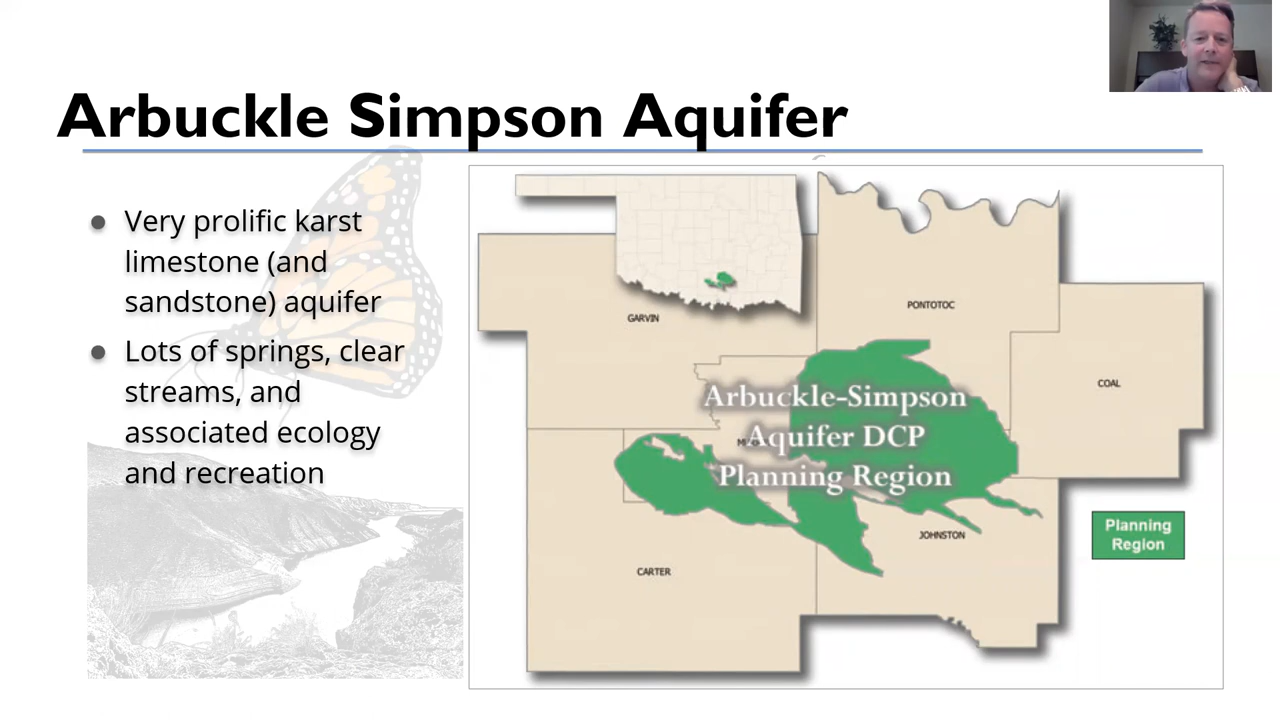 Arbuckle Simpson Aquifer
Very prolific karst
limestone (and
sandstone) aquifer
Lots of springs, clear
streams, and
associated ecology
and recreation
GARVIN
PONTOTOC
COAL
Arbuckle-Simpson
Aquifer DCP
Planning Region
JOHNSTON
CARTER
Planning
Region